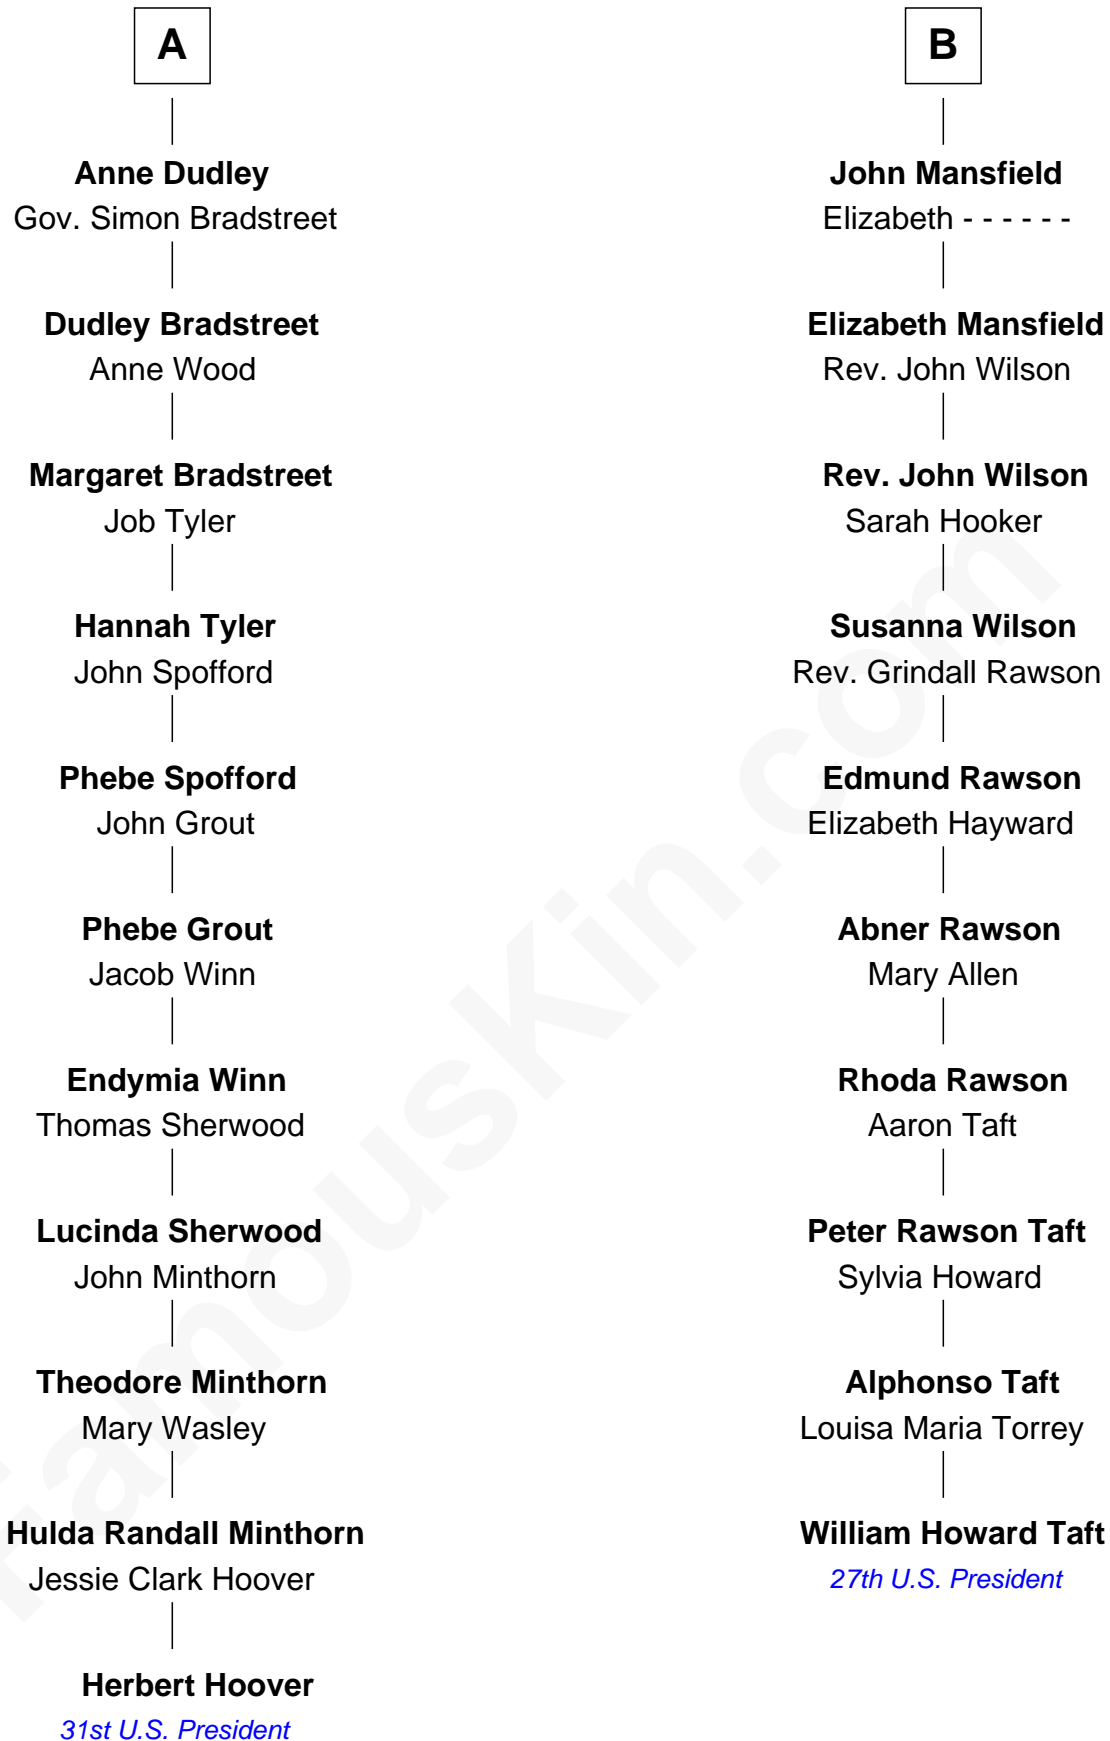 A
Anne Dudley
Gov. Simon Bradstreet
Dudley Bradstreet
Anne Wood
Margaret Bradstreet
Job Tyler
Hannah Tyler
John Spofford
Phebe Spofford
John Grout
Phebe Grout
Jacob Winn
Endymia Winn
Thomas Sherwood
Lucinda Sherwood
John Minthorn
Theodore Minthorn
Mary Wasley
Hulda Randall Minthorn
Jessie Clark Hoover
Herbert Hoover
31st U.S. President
B
John Mansfield
Elizabeth - - - - - -
Elizabeth Mansfield
Rev. John Wilson
Rev. John Wilson
Sarah Hooker
Susanna Wilson
Rev. Grindall Rawson
Edmund Rawson
Elizabeth Hayward
Abner Rawson
Mary Allen
Rhoda Rawson
Aaron Taft
Peter Rawson Taft
Sylvia Howard
Alphonso Taft
Louisa Maria Torrey
William Howard Taft
27th U.S. President
FamousKin.com